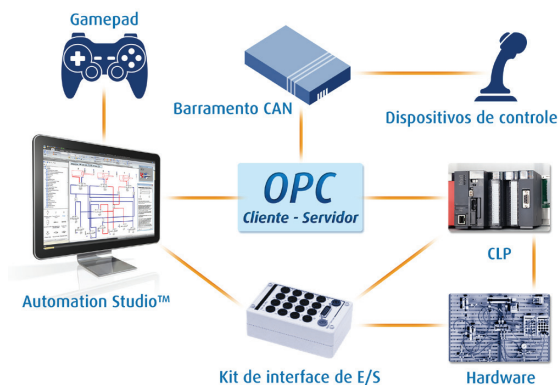 Gamepad
Barramento CAN
Dispositivos de controle
OPC
Cliente - Servidor
CLP
Automation Studio™
Kit de interface de E/S
Hardware